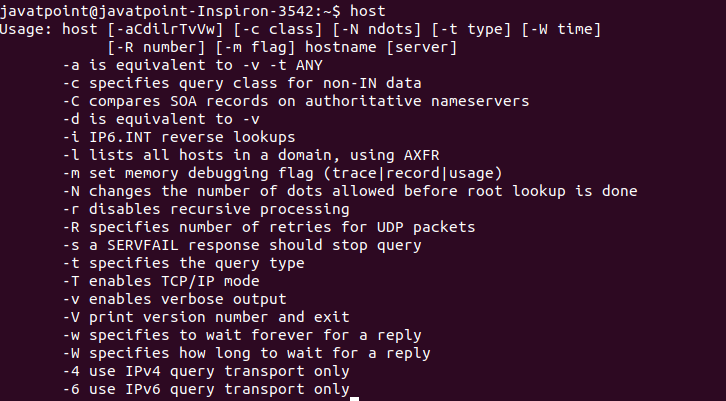 javatpoint@javatpoint-Inspiron-3542:~$ host
Usage: host [-aCdilrTvVw] [-c class] [-N ndots] [-t type] [-W time]
            [-R number] [-m flag] hostname [server]
       -a is equivalent to -v -t ANY
       -c specifies query class for non-IN data
       -C compares SOA records on authoritative nameservers
       -d is equivalent to -v
       -i IP6.INT reverse lookups
       -l lists all hosts in a domain, using AXFR
       -m set memory debugging flag (trace|record|usage)
       -N changes the number of dots allowed before root lookup is done
       -r disables recursive processing
       -R specifies number of retries for UDP packets
       -s a SERVFAIL response should stop query
       -t specifies the query type
       -T enables TCP/IP mode
       -v enables verbose output
       -V print version number and exit
       -w specifies to wait forever for a reply
       -W specifies how long to wait for a reply
       -4 use IPv4 query transport only
       -6 use IPv6 query transport only